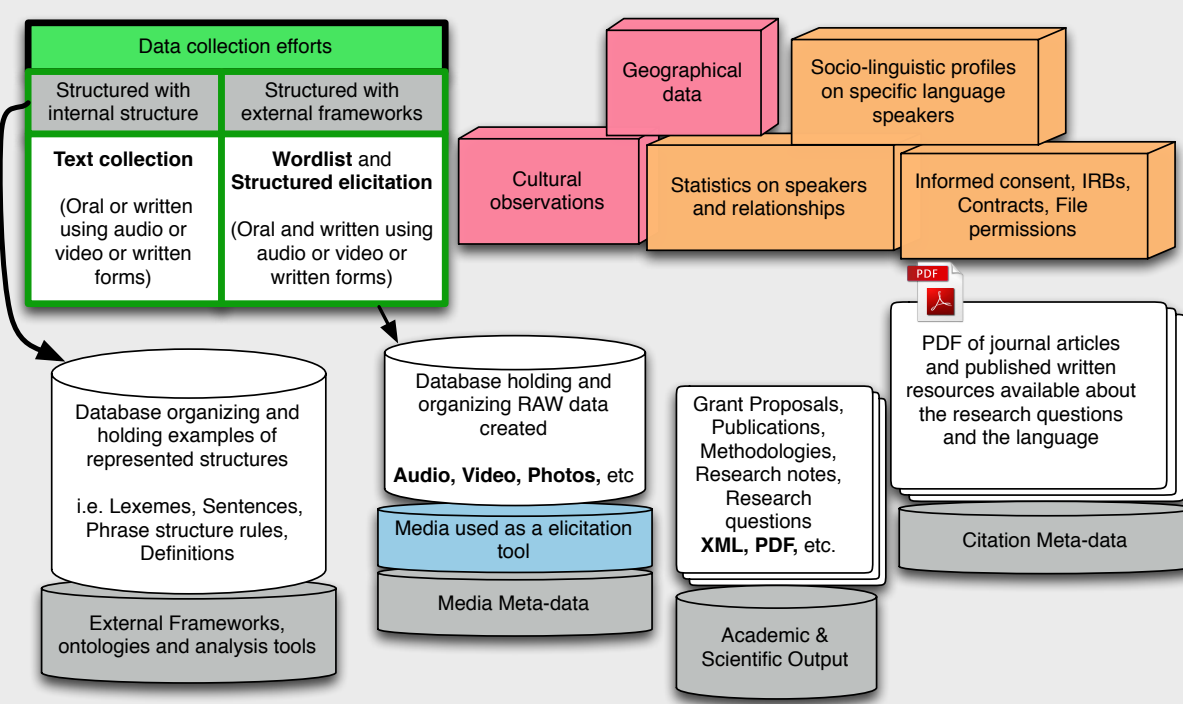 Data collection efforts
Structured with
internal structure
Structured with
external frameworks
Text collection
(Oral or written
using audio or
video or written
forms)
Wordlist and
Structured elicitation
(Oral and written using
audio or video or
written forms)
Geographical
data
Socio-linguistic profiles
on specific language
speakers
Cultural
observations
Statistics on speakers
and relationships
Informed consent, IRBs,
Contracts, File
permissions
Database organizing and
holding examples of
represented structures
i.e. Lexemes, Sentences,
Phrase structure rules,
Definitions
External Frameworks,
ontologies and analysis tools
Database holding and
organizing RAW data
created
Audio, Video, Photos, etc
Media used as a elicitation
tool
Media Meta-data
Grant Proposals,
Publications,
Methodologies,
Research notes,
Research
questions
XML, PDF, etc.
Academic &
Scientific Output
PDF
PDF of journal articles
and published written
resources available about
the research questions
and the language
Citation Meta-data